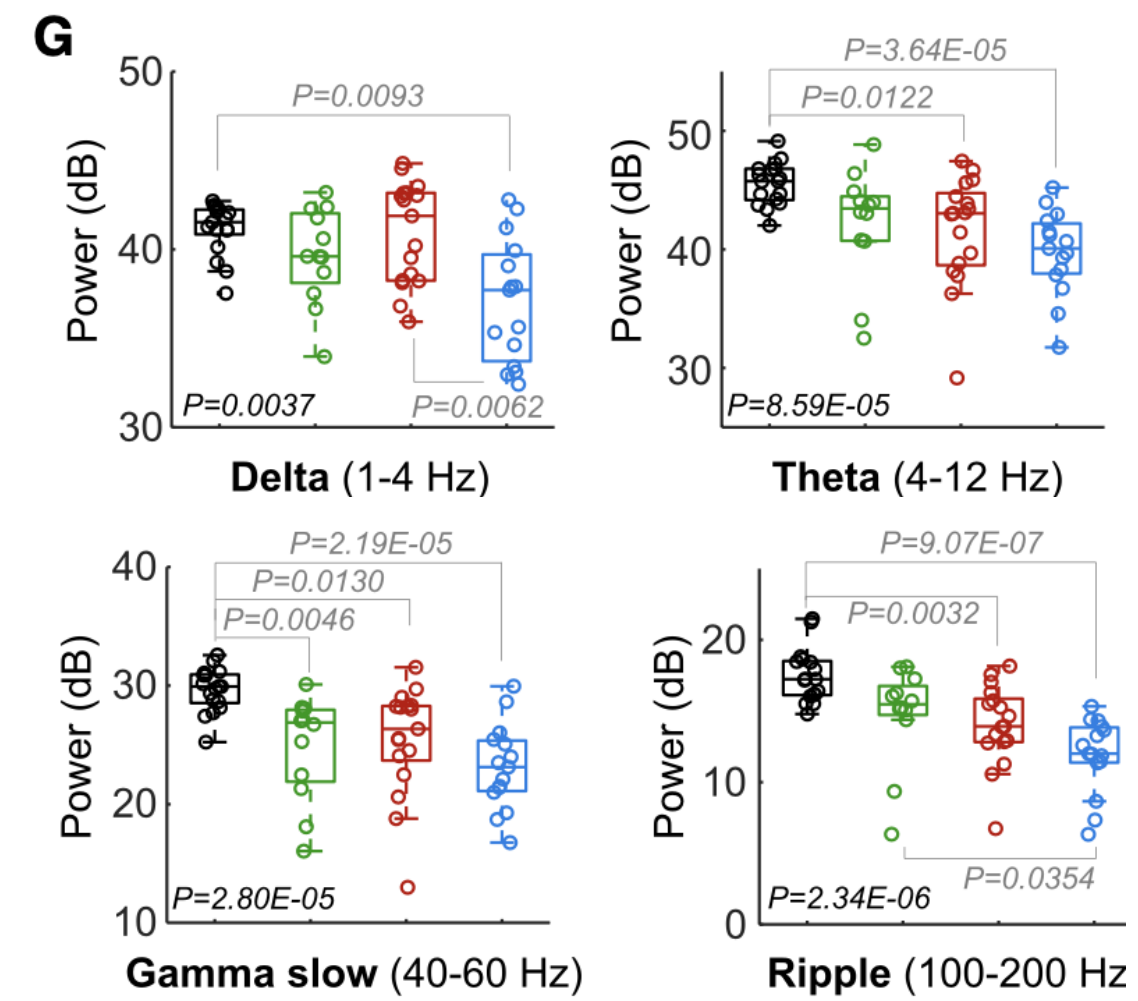 G
P=3.64E-05
P=0.0093
P=0.0122
50
40
30
Power (dB)
P=0.0037
P=0.0062
Delta (1-4 Hz)
50
40
30
Power (dB)
P=8.59E-05
Theta (4-12 Hz)
P=2.19E-05
P=0.0130
P=0.0046
40
30
20
10
Power (dB)
P=2.80E-05
Gamma slow (40-60 Hz)
P=9.07E-07
P=0.0032
20
10
0
Power (dB)
P=0.0354
P=2.34E-06
Ripple (100-200 Hz